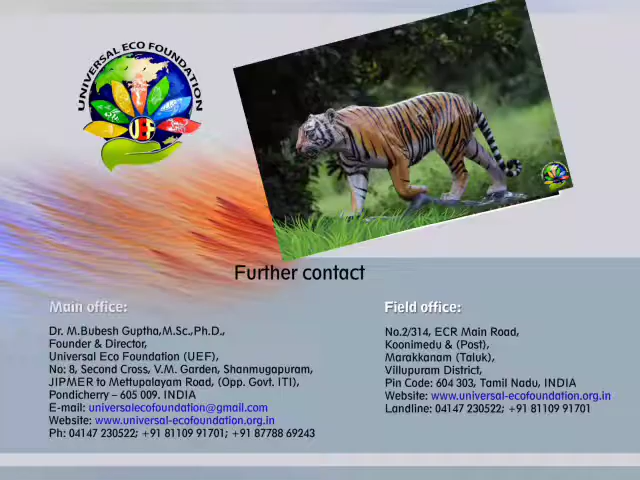 UNIVERSAL ECO FOUNDATION
UEF
Further contact
Main office:
Dr. M.Bubesh Guptha,M.Sc.,Ph.D.,
Founder & Director,
Universal Eco Foundation (UEF),
No: 8, Second Cross, V.M. Garden, Shanmugapuram,
JIPMER to Mettupalayam Road, (Opp. Govt. ITI),
Pondicherry – 605 009. INDIA
E-mail: universalecofoundation@gmail.com
Website: www.universal-ecofoundation.org.in
Ph: 04147 230522; +91 81109 91701; +91 87788 69243
Field office:
No.2/314, ECR Main Road,
Koonimedu & (Post),
Marakkanam (Taluk),
Villupuram District,
Pin Code: 604 303, Tamil Nadu, INDIA
Website: www.universal-ecofoundation.org.in
Landline: 04147 230522; +91 81109 91701